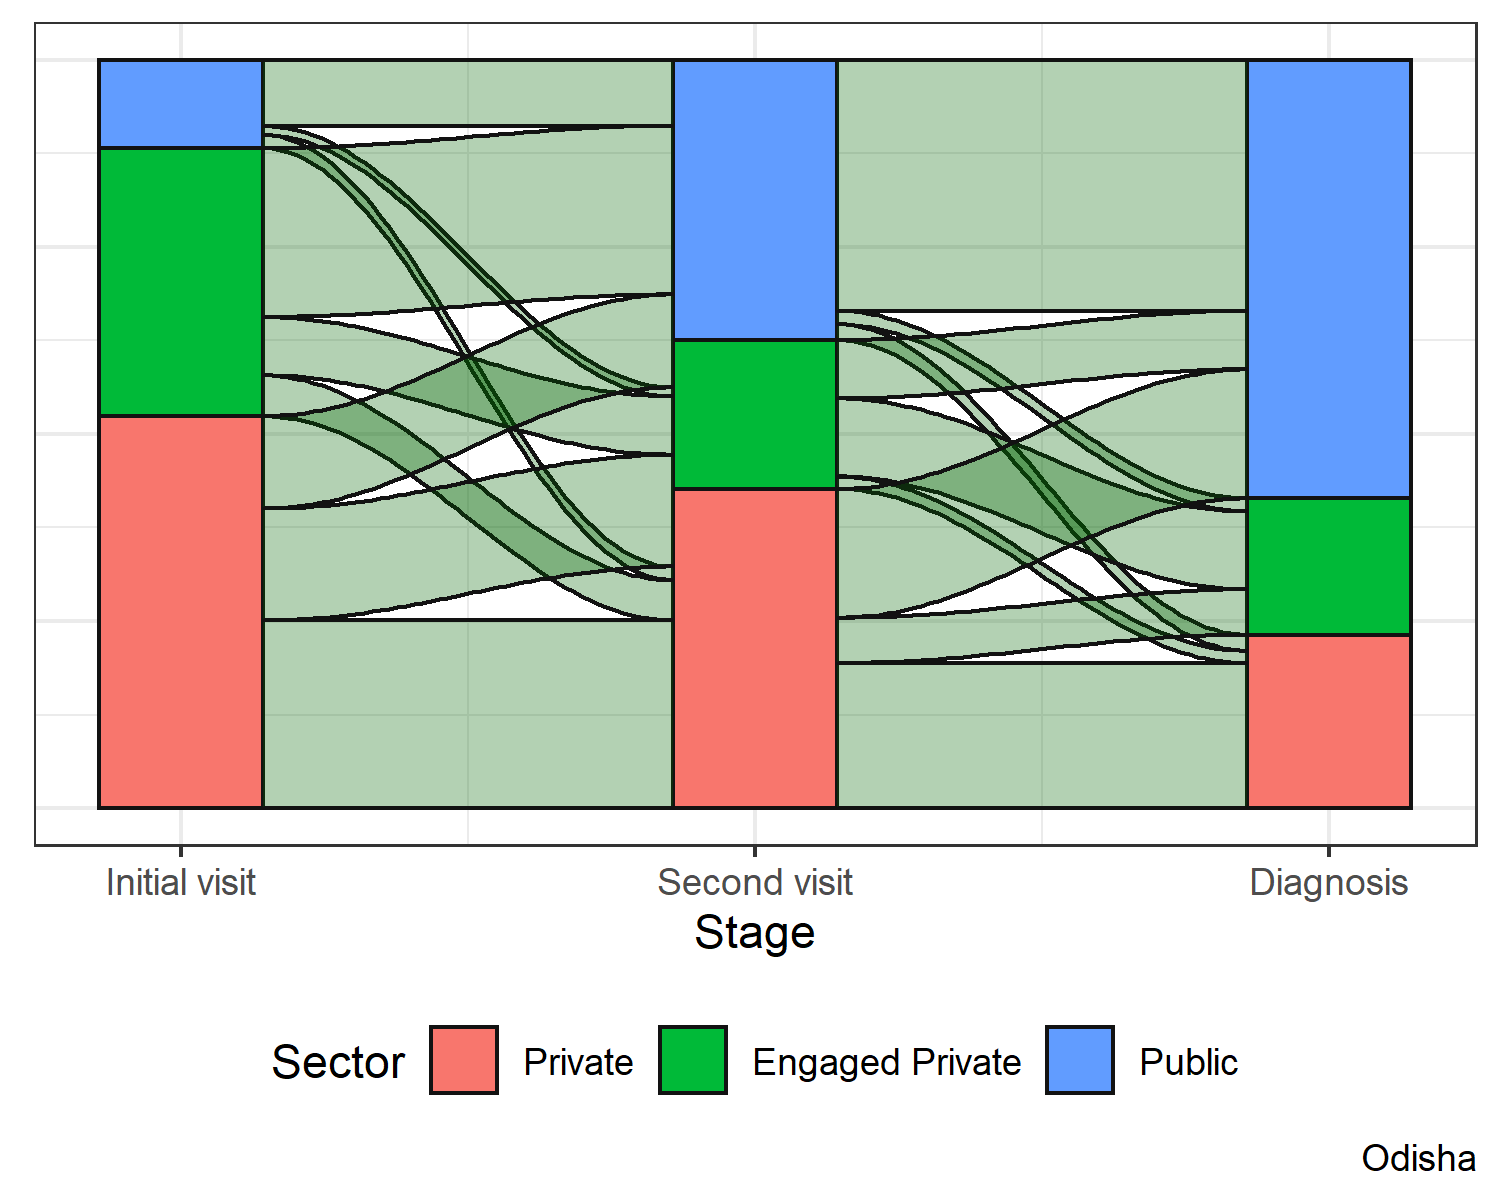 Initial visit Second visit Diagnosis
Stage
Sector Private Engaged Private Public
Odisha